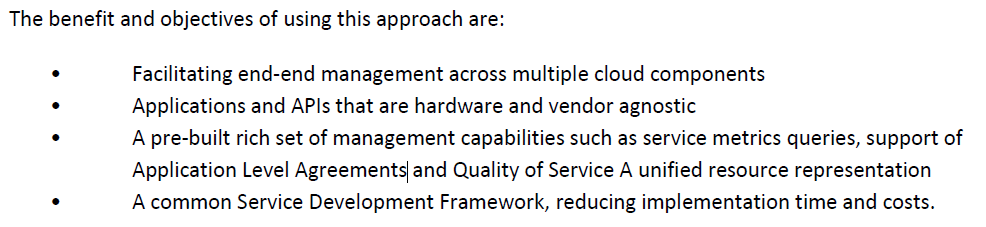 The benefit and objectives of using this approach are:
• Facilitating end-end management across multiple cloud components
• Applications and APIs that are hardware and vendor agnostic
• A pre-built rich set of management capabilities such as service metrics queries, support of
Application Level Agreements and Quality of Service A unified resource representation
• A common Service Development Framework, reducing implementation time and costs.